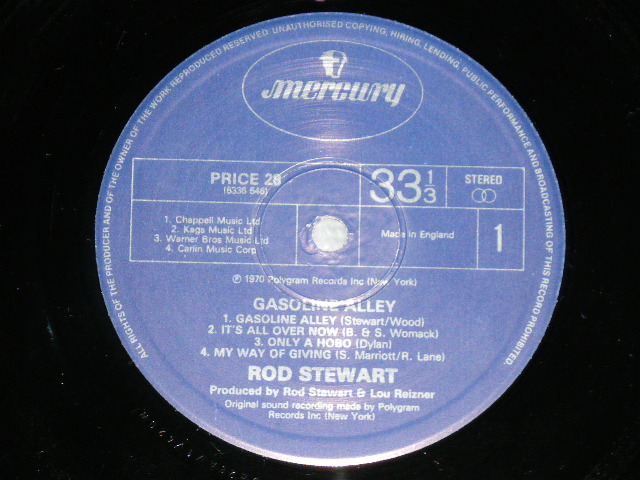 ALL RIGHTS OF THE PRODUCER AND OF THE OWNER OF THE WORK REPRODUCED RESERVED. UNAUTHORISED COPYING, HIRING, LENDING, PUBLIC PERFORMANCE AND BROADCASTING OF THIS RECORD PROHIBITED.
mercury
PRICE 28
(6336 546)
33 1/3
STEREO
1. Chappell Music Ltd
2. Kags Music Ltd
3. Warner Bros Music Ltd
4. Carlin Music Corp
Made in England
1
℗ 1970 Polygram Records Inc (New York)
GASOLINE ALLEY
1. GASOLINE ALLEY (Stewart/Wood)
2. IT'S ALL OVER NOW (B. & S. Womack)
3. ONLY A HOBO (Dylan)
4. MY WAY OF GIVING (S. Marriott/R. Lane)
ROD STEWART
Produced by Rod Stewart & Lou Reizner
Original sound recording made by Polygram
Records Inc (New York)